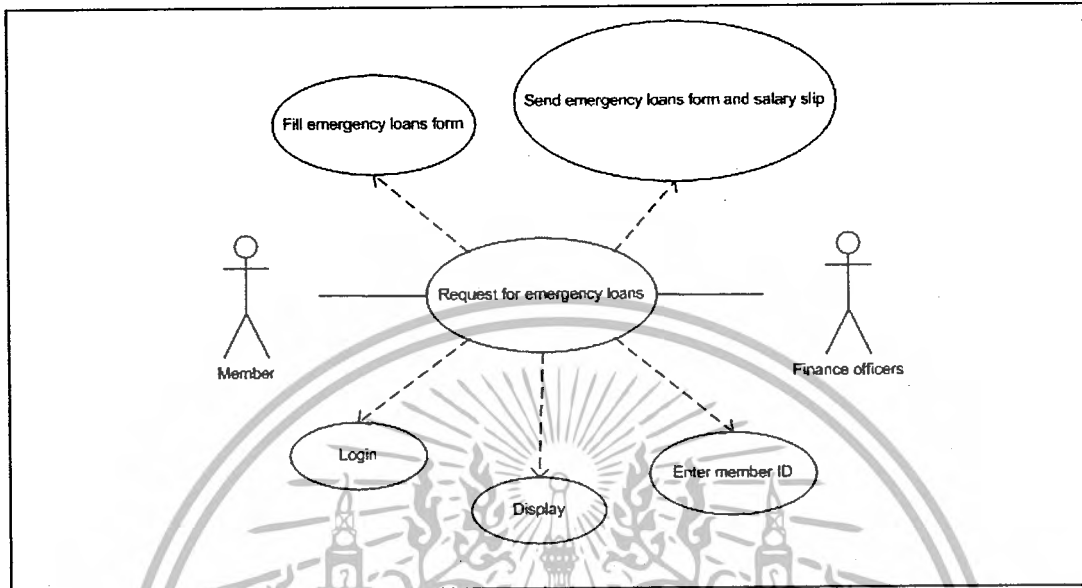 Send emergency loans form and salary slip
Fill emergency loans form
Request for emergency loans
Member
Finance officers
Login
Enter member ID
Display